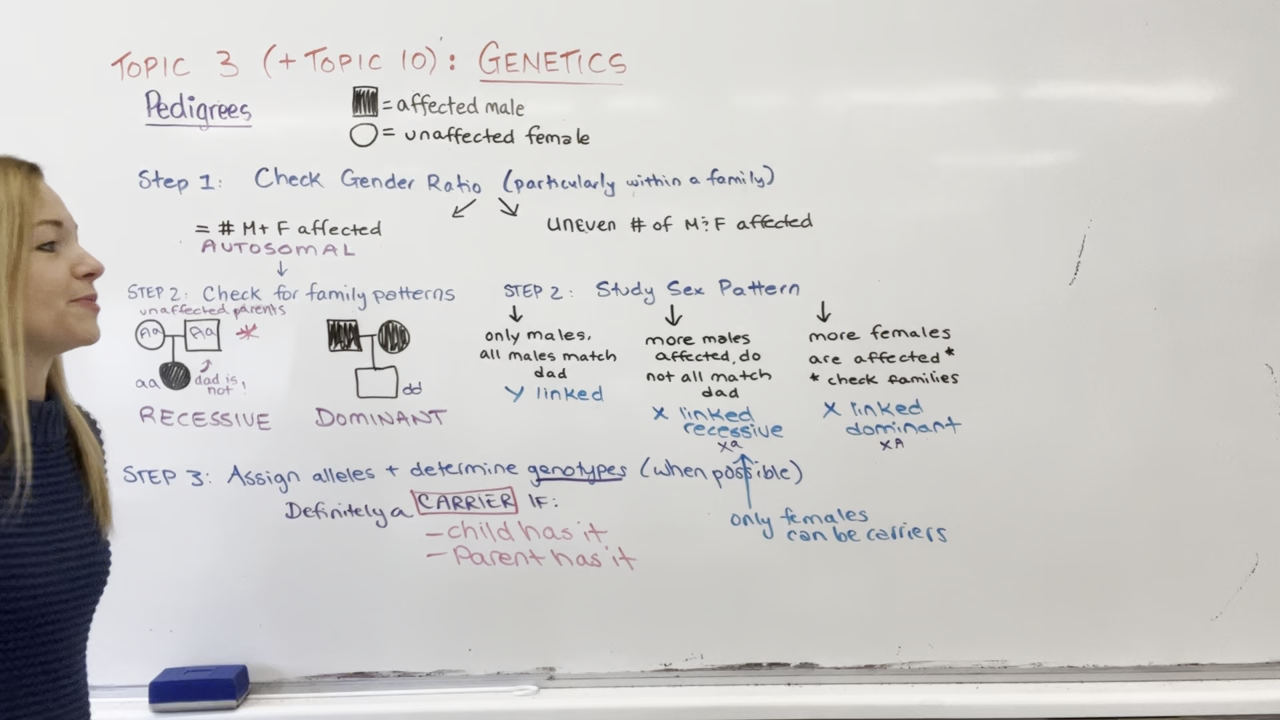 TOPIC 3 (+ TOPIC 10): GENETICS
Pedigrees
= affected male
= unaffected female
Step 1: Check Gender Ratio (particularly within a family)
= # M + F affected
AUTOSOMAL
uneven # of M:F affected
STEP 2: Check for family patterns
unaffected parents
Aa
Aa
*
aa
dad is not!
RECESSIVE
dd
DOMINANT
STEP 2: Study Sex Pattern
only males,
all males match
dad
Y linked
more males
affected, do
not all match
dad
X linked
recessive
Xa
more females
are affected *
* check families
X linked
dominant
XA
STEP 3: Assign alleles + determine genotypes (when possible)
Definitely a CARRIER IF:
- child has it
- Parent has it
only females
can be carriers